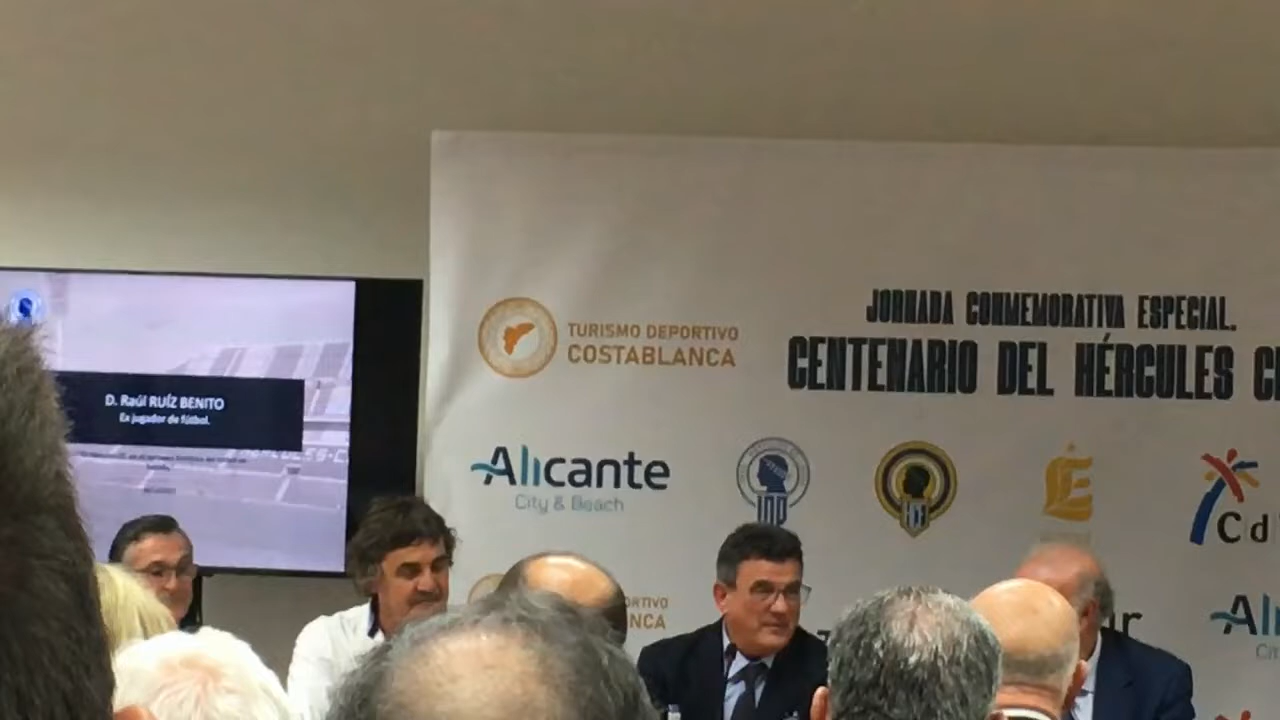 D. Raúl RUÍZ BENITO
Ex jugador de fútbol.
TURISMO DEPORTIVO
COSTABLANCA
JORNADA CONMEMORATIVA ESPECIAL.
CENTENARIO DEL HÉRCULES
Alicante
City & Beach
Cd